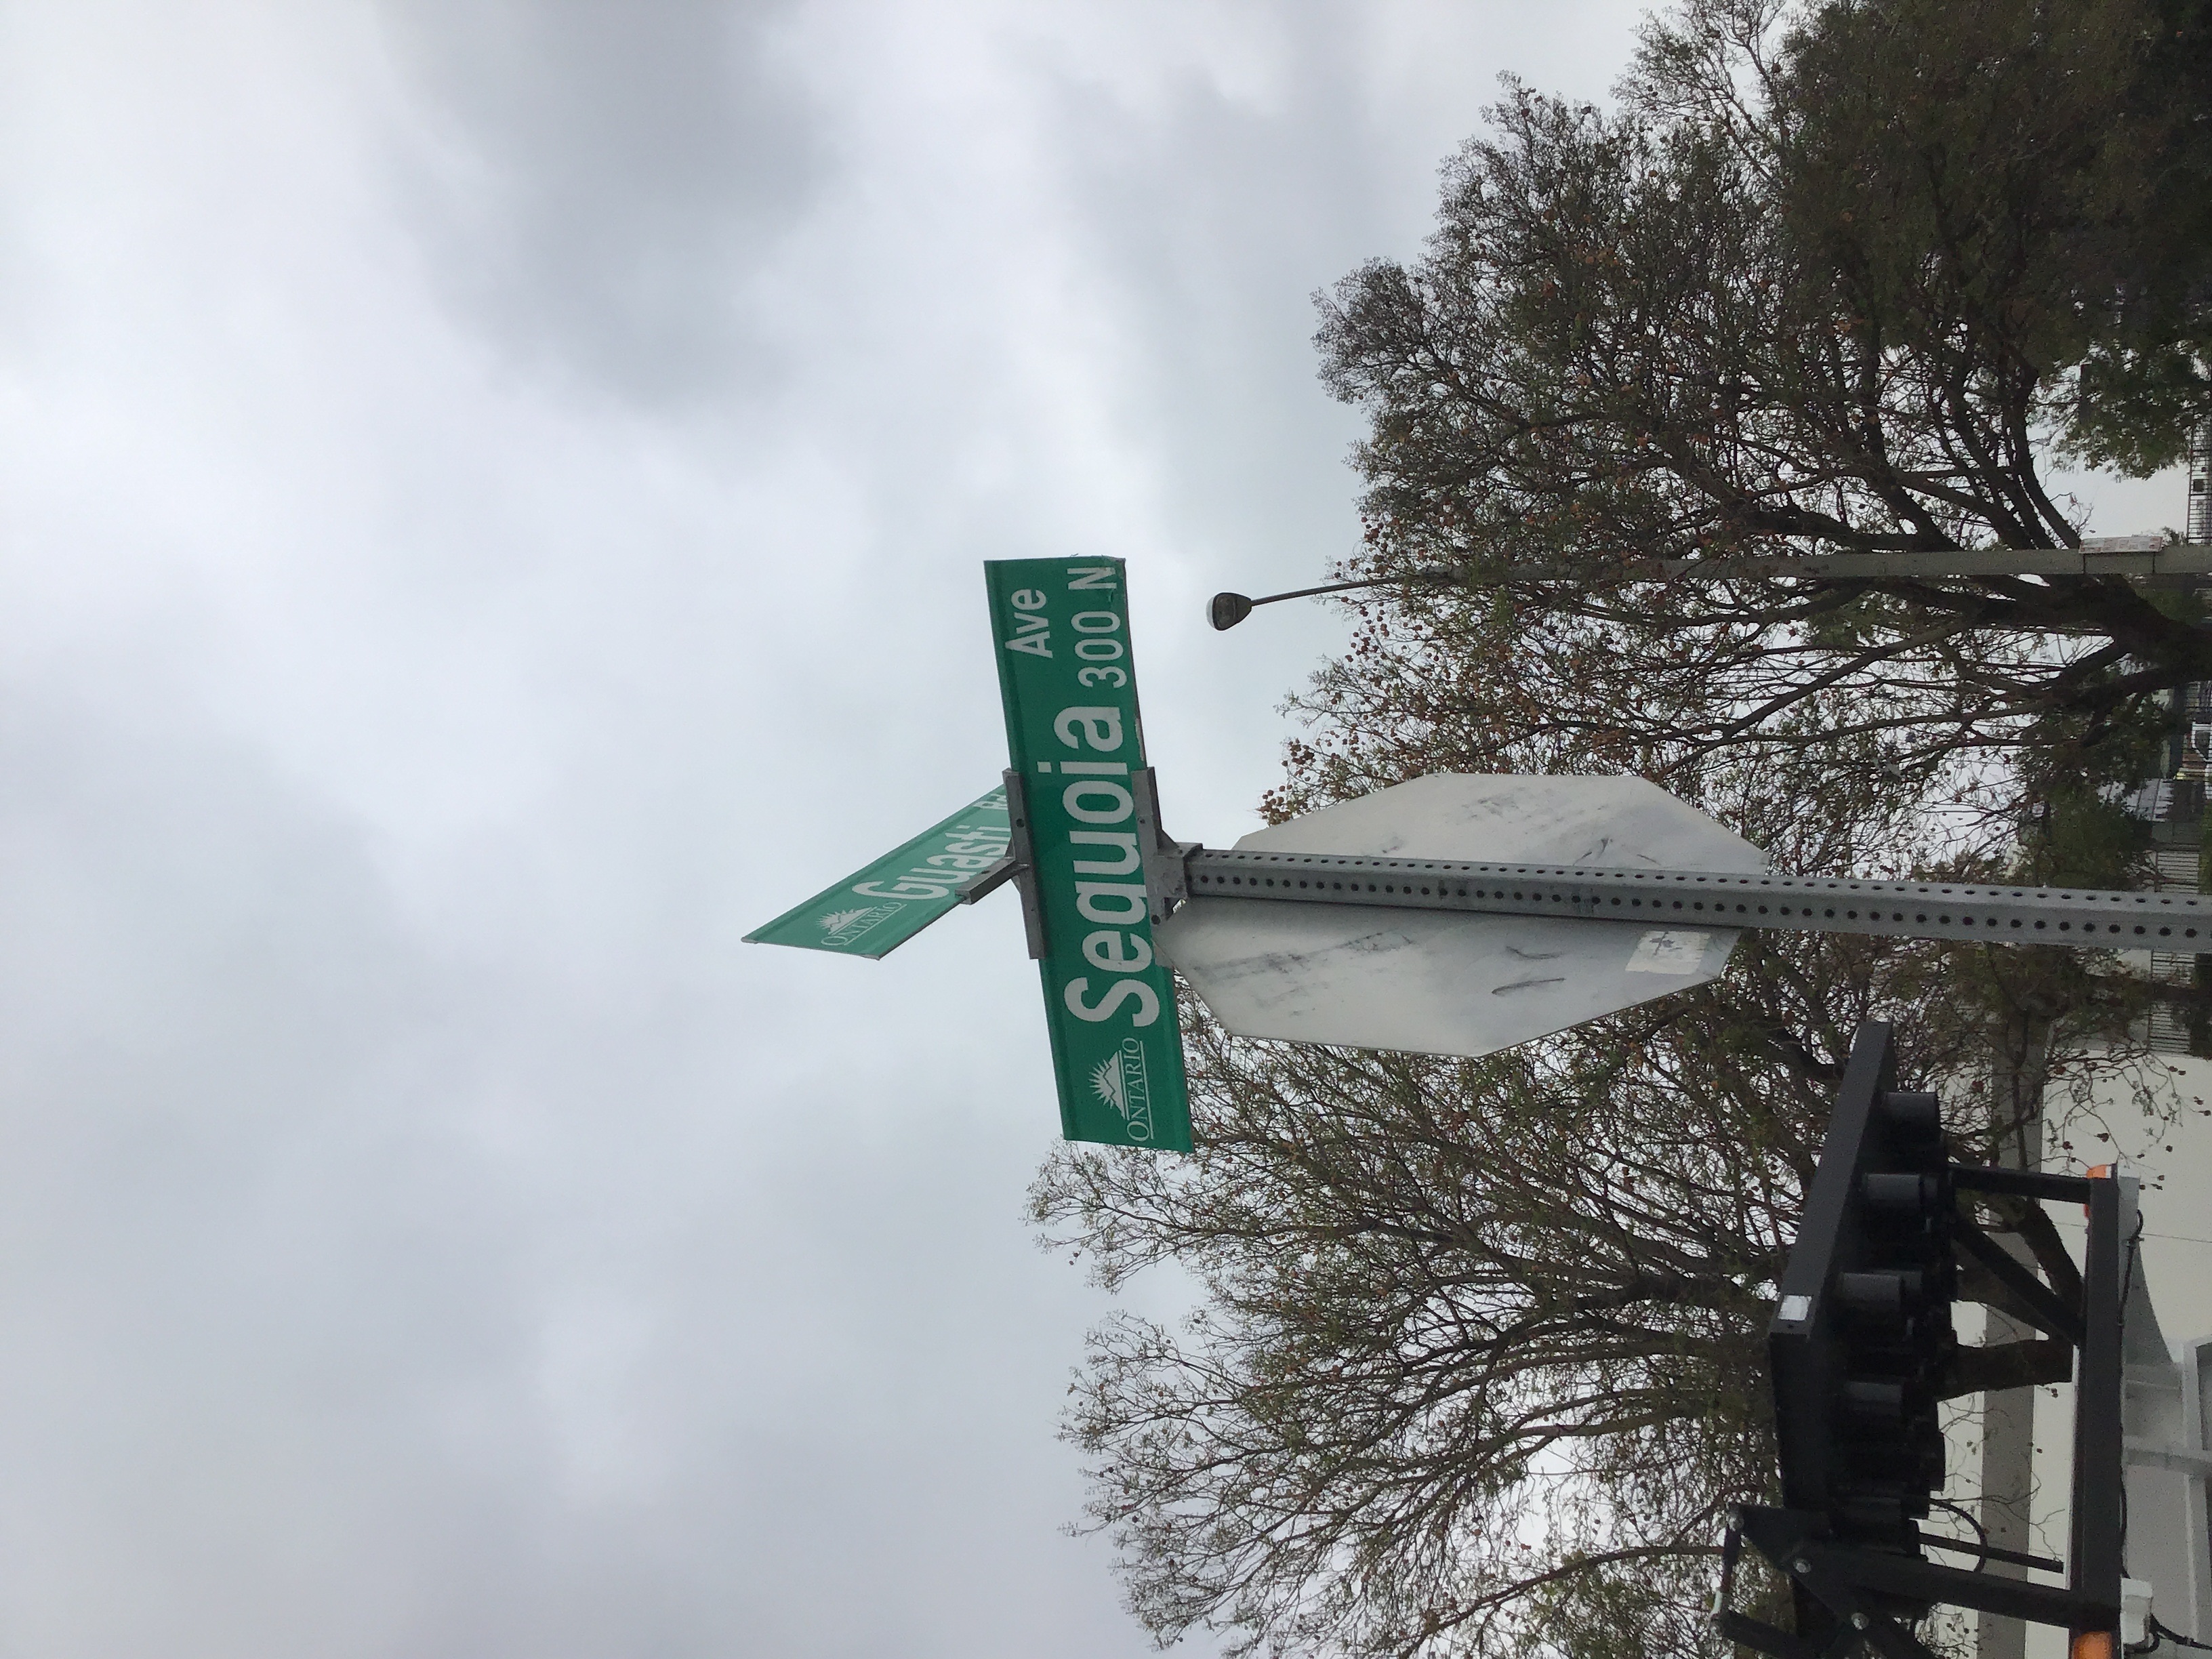 ONTARIO
Guasti
ONTARIO
Sequoia Ave
300 N